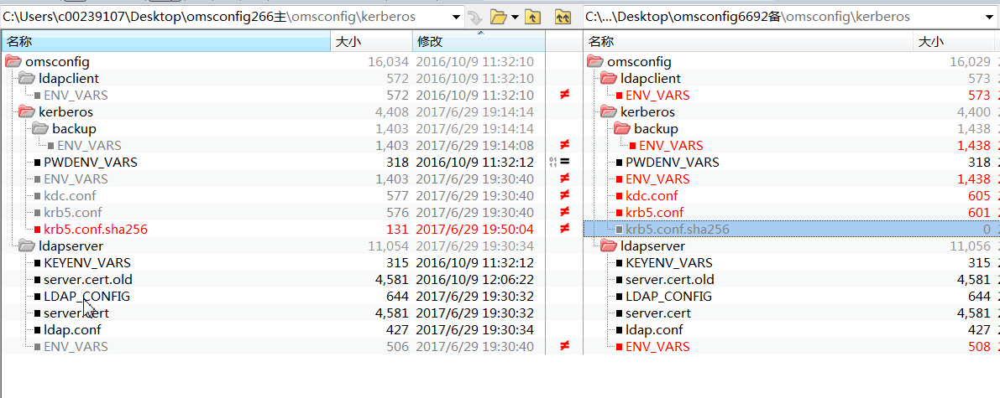 C:\Users\c00239107\Desktop\omsconfig266主\omsconfig\kerberos C:\...\Desktop\omsconfig6692备\omsconfig\kerberos
名称 大小 修改 名称 大小
omsconfig 16,034 2016/10/9 11:32:10 omsconfig 16,029
ldapclient 572 2016/10/9 11:32:10 ldapclient 573
ENV_VARS 572 2016/10/9 11:32:10 ≠ ENV_VARS 573
kerberos 4,408 2017/6/29 19:14:14 kerberos 4,400
backup 1,403 2017/6/29 19:14:14 backup 1,438
ENV_VARS 1,403 2017/6/29 19:14:08 ≠ ENV_VARS 1,438
PWDENV_VARS 318 2016/10/9 11:32:12 = PWDENV_VARS 318
ENV_VARS 1,403 2017/6/29 19:30:40 ≠ ENV_VARS 1,438
kdc.conf 577 2017/6/29 19:30:40 ≠ kdc.conf 605
krb5.conf 576 2017/6/29 19:30:40 ≠ krb5.conf 601
krb5.conf.sha256 131 2017/6/29 19:50:04 ≠ krb5.conf.sha256 0
ldapserver 11,054 2017/6/29 19:30:34 ldapserver 11,056
KEYENV_VARS 315 2016/10/9 11:32:12 KEYENV_VARS 315
server.cert.old 4,581 2016/10/9 12:06:22 server.cert.old 4,581
LDAP_CONFIG 644 2017/6/29 19:30:32 LDAP_CONFIG 644
server.cert 4,581 2017/6/29 19:30:32 server.cert 4,581
ldap.conf 427 2017/6/29 19:30:34 ldap.conf 427
ENV_VARS 506 2017/6/29 19:30:40 ≠ ENV_VARS 508